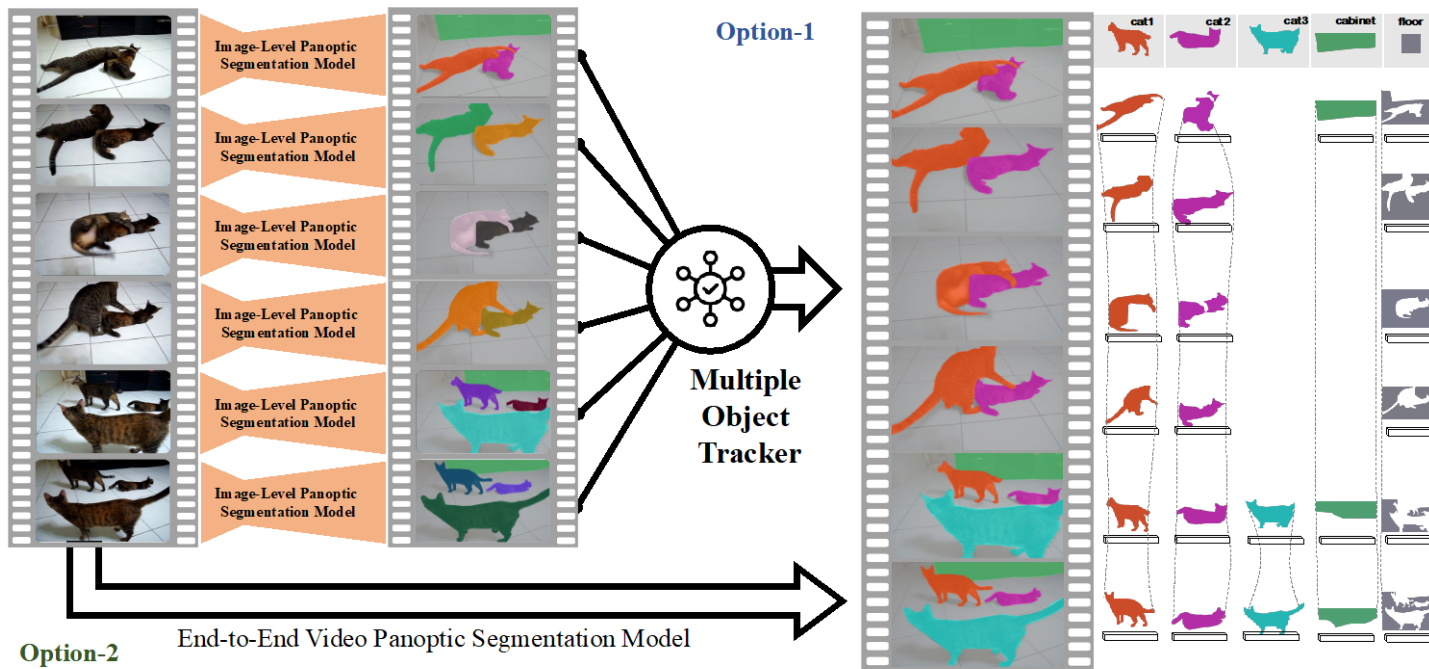 Option-1
cat1
cat2
cat3
cabinet
floor
Image-Level Panoptic
Segmentation Model
Image-Level Panoptic
Segmentation Model
Image-Level Panoptic
Segmentation Model
Image-Level Panoptic
Segmentation Model
Image-Level Panoptic
Segmentation Model
Image-Level Panoptic
Segmentation Model
Multiple
Object
Tracker
End-to-End Video Panoptic Segmentation Model
Option-2